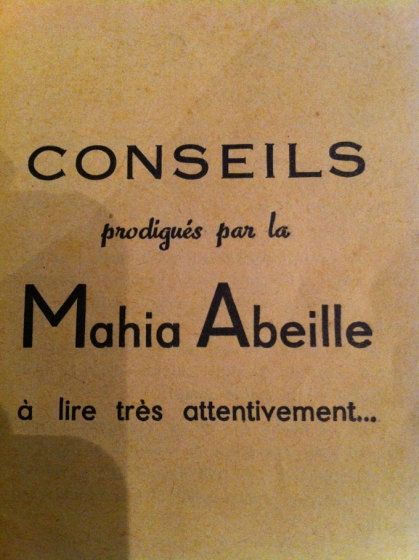 CONSEILS
prodigués par la
Mahia Abeille
à lire très attentivement...